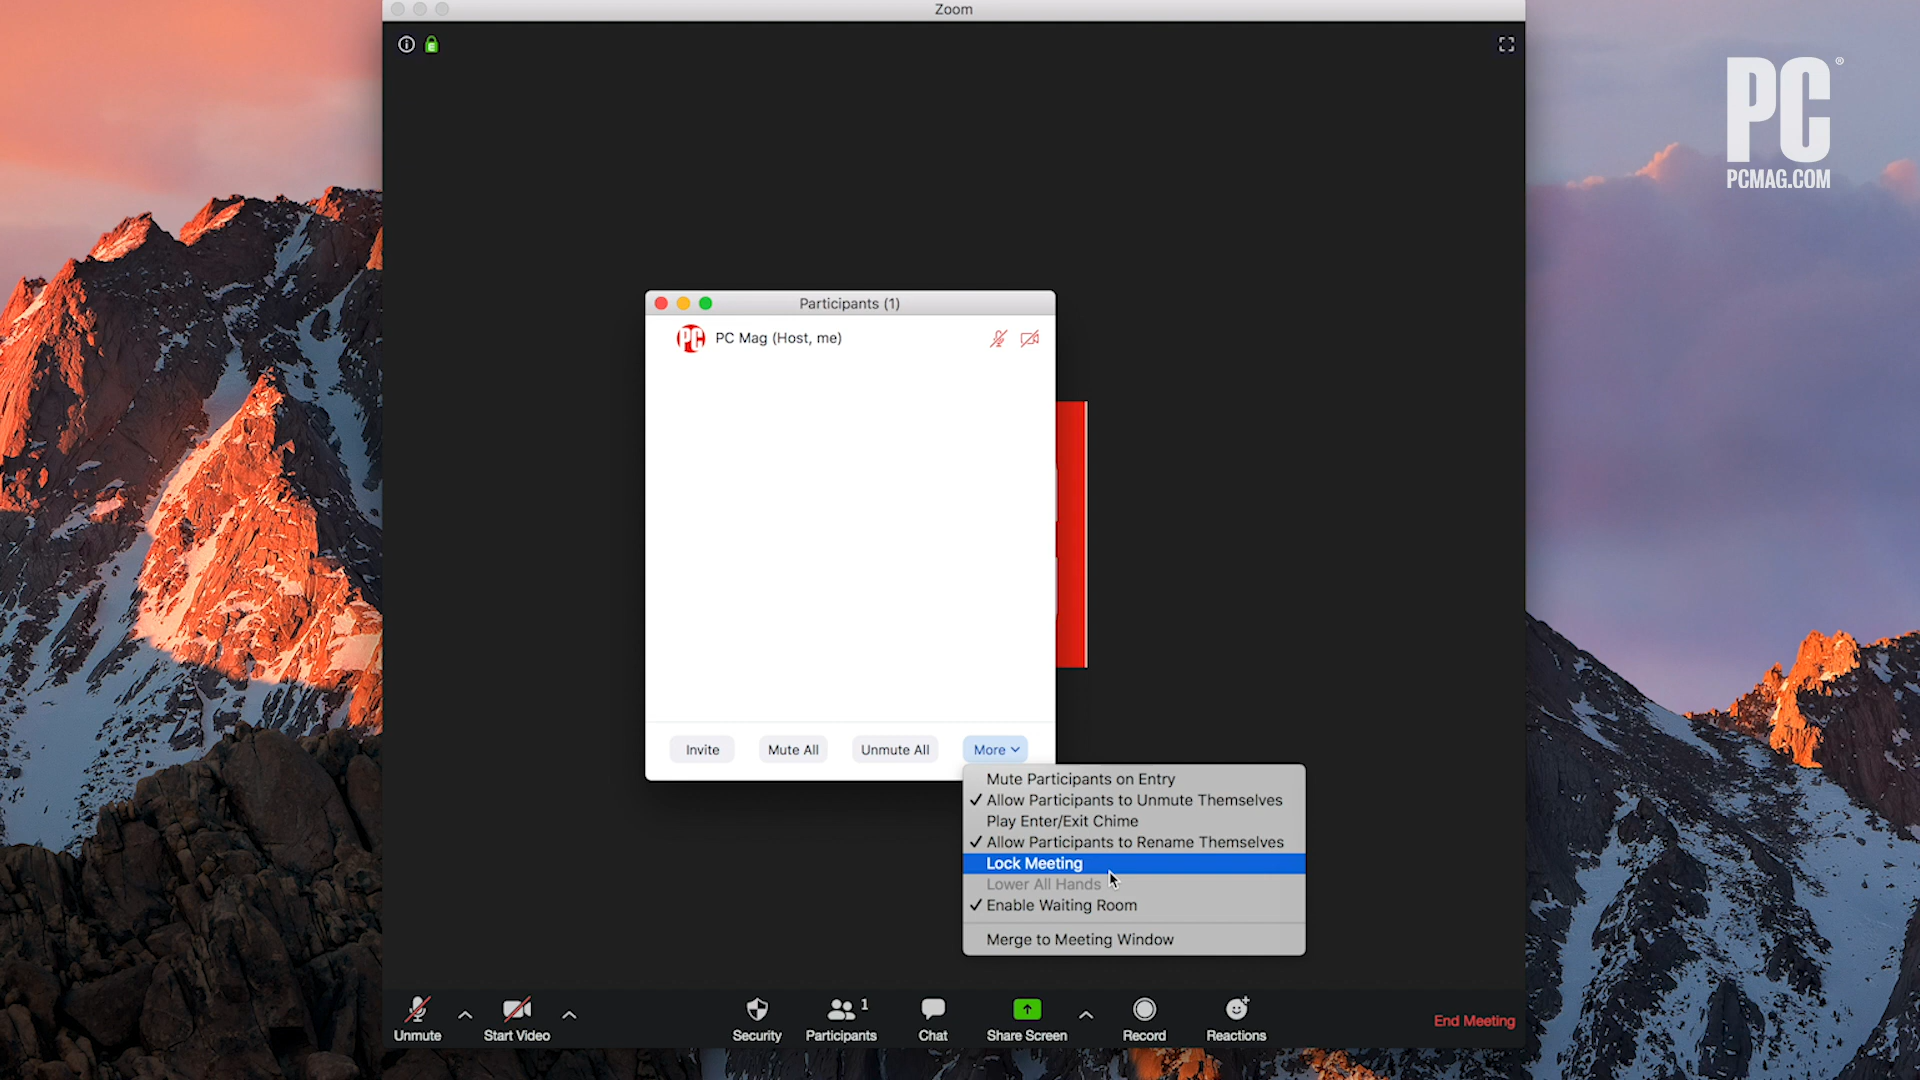 Zoom
PC®
PCMAG.COM
Participants (1)
PC PC Mag (Host, me)
Invite Mute All Unmute All More
Mute Participants on Entry
✓ Allow Participants to Unmute Themselves
Play Enter/Exit Chime
✓ Allow Participants to Rename Themselves
Lock Meeting
Lower All Hands
✓ Enable Waiting Room
Merge to Meeting Window
1
Unmute Start Video Security Participants Chat Share Screen Record Reactions End Meeting